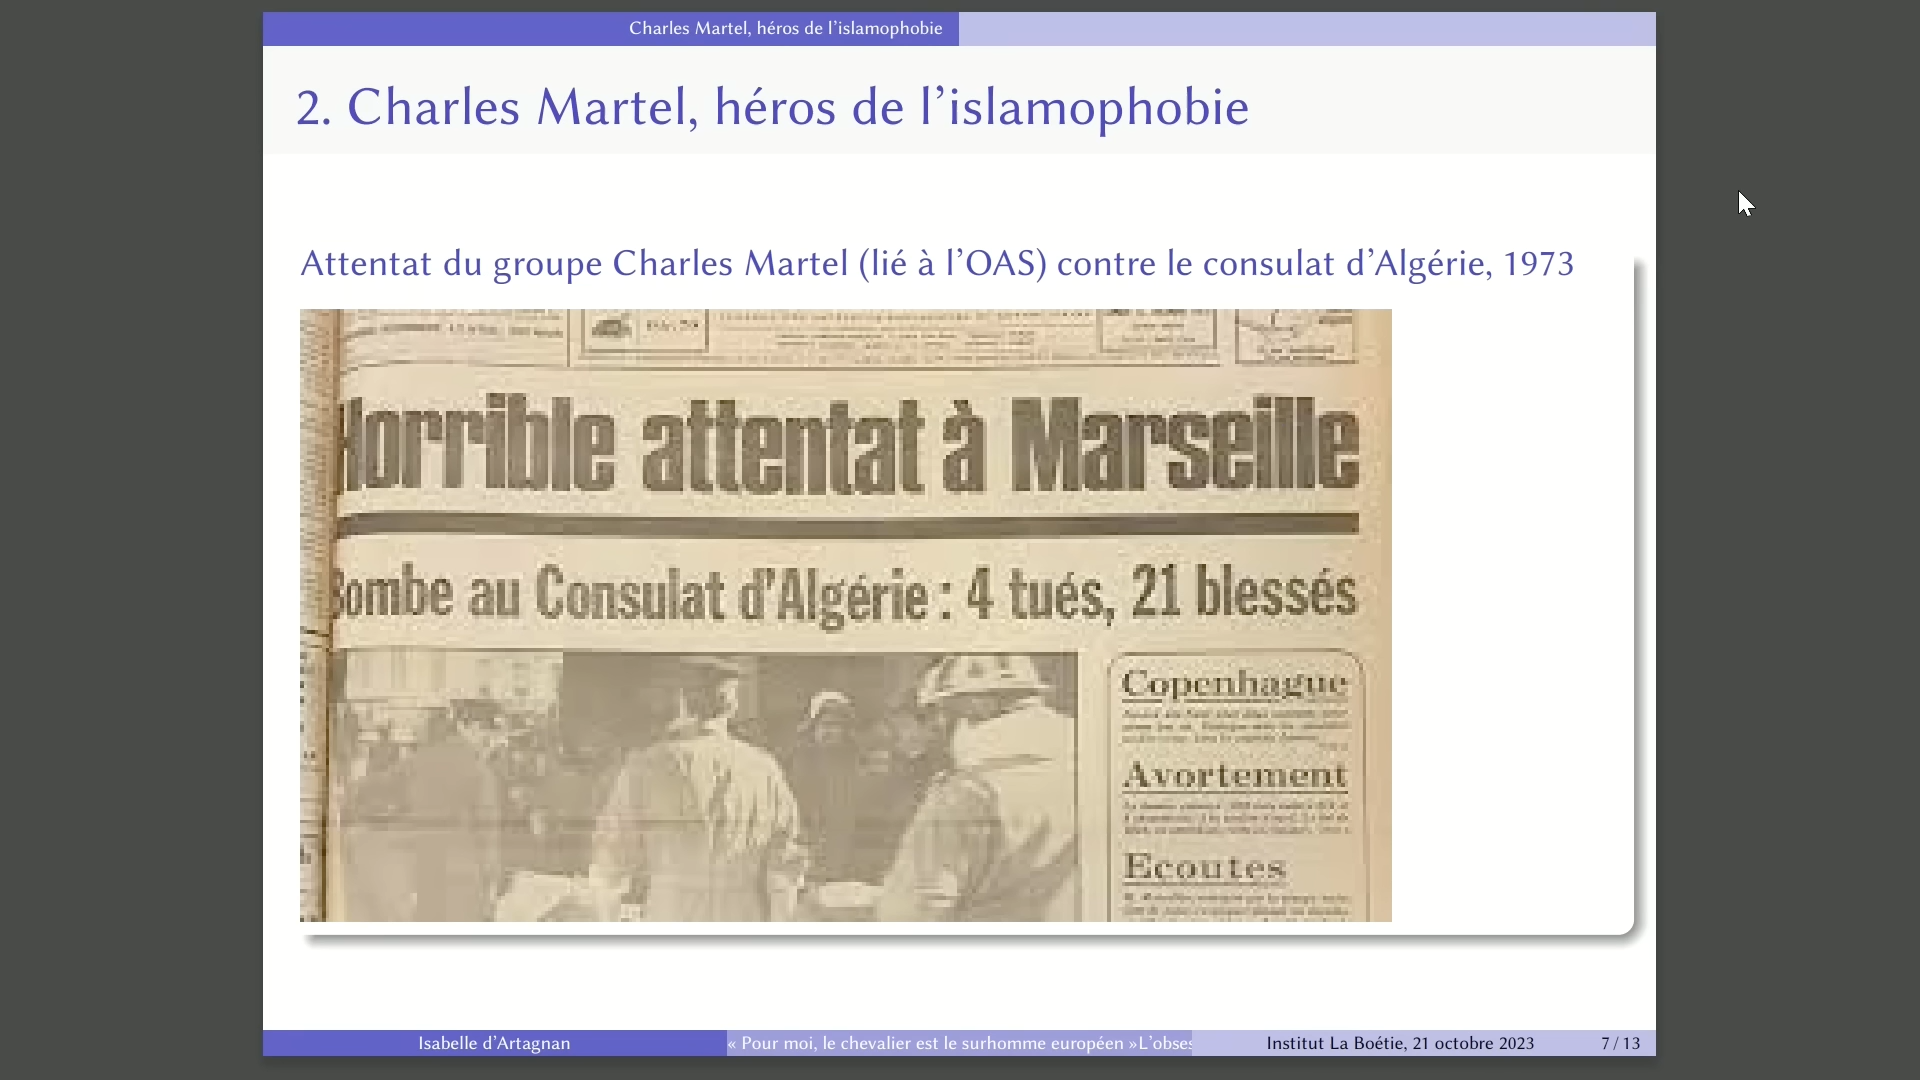 Charles Martel, héros de l'islamophobie
2. Charles Martel, héros de l'islamophobie
Attentat du groupe Charles Martel (lié à l'OAS) contre le consulat d'Algérie, 1973
Horrible attentat à Marseille
Bombe au Consulat d'Algérie : 4 tués, 21 blessés
Copenhague
Avortement
Ecoutes
Isabelle d'Artagnan
« Pour moi, le chevalier est le surhomme européen »L'obses
Institut La Boétie, 21 octobre 2023
7 / 13